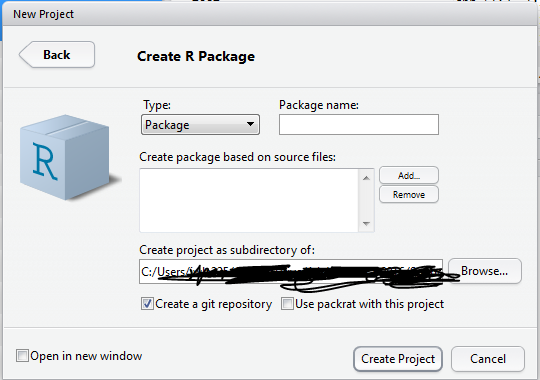 New Project
Back
Create R Package
Type:
Package name:
Package
R
Create package based on source files:
Add...
Remove
Create project as subdirectory of:
C:/Users/
Browse...
Create a git repository
Use packrat with this project
Open in new window
Create Project
Cancel